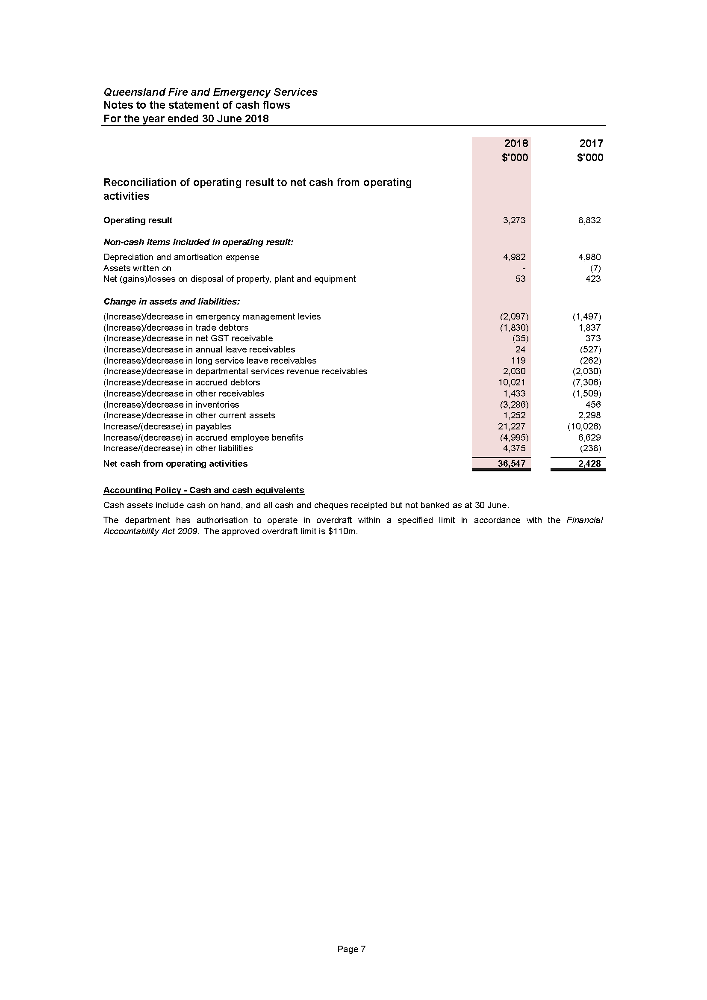 Queensland Fire and Emergency Services
Notes to the statement of cash flows
For the year ended 30 June 2018
2018 2017
$'000 $'000
Reconciliation of operating result to net cash from operating
activities
Operating result 3,273 8,832
Non-cash items included in operating result:
Depreciation and amortisation expense 4,982 4,980
Assets written on - (7)
Net (gains)/losses on disposal of property, plant and equipment 53 423
Change in assets and liabilities:
(Increase)/decrease in emergency management levies (2,097) (1,497)
(Increase)/decrease in trade debtors (1,830) 1,837
(Increase)/decrease in net GST receivable (35) 373
(Increase)/decrease in annual leave receivables 24 (527)
(Increase)/decrease in long service leave receivables 119 (262)
(Increase)/decrease in departmental services revenue receivables 2,030 (2,030)
(Increase)/decrease in accrued debtors 10,021 (7,306)
(Increase)/decrease in other receivables 1,433 (1,509)
(Increase)/decrease in inventories (3,286) 456
(Increase)/decrease in other current assets 1,252 2,298
Increase/(decrease) in payables 21,227 (10,026)
Increase/(decrease) in accrued employee benefits (4,995) 6,629
Increase/(decrease) in other liabilities 4,375 (238)
Net cash from operating activities 36,547 2,428
Accounting Policy - Cash and cash equivalents
Cash assets include cash on hand, and all cash and cheques receipted but not banked as at 30 June.
The department has authorisation to operate in overdraft within a specified limit in accordance with the Financial
Accountability Act 2009. The approved overdraft limit is $110m.
Page 7